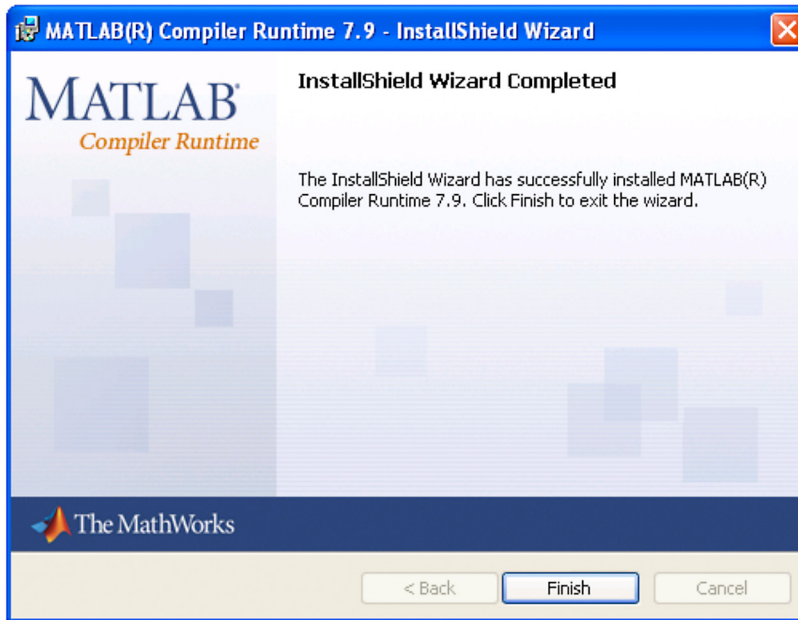 MATLAB(R) Compiler Runtime 7.9 - InstallShield Wizard
MATLAB®
Compiler Runtime
InstallShield Wizard Completed
The InstallShield Wizard has successfully installed MATLAB(R)
Compiler Runtime 7.9. Click Finish to exit the wizard.
The MathWorks
< Back
Finish
Cancel